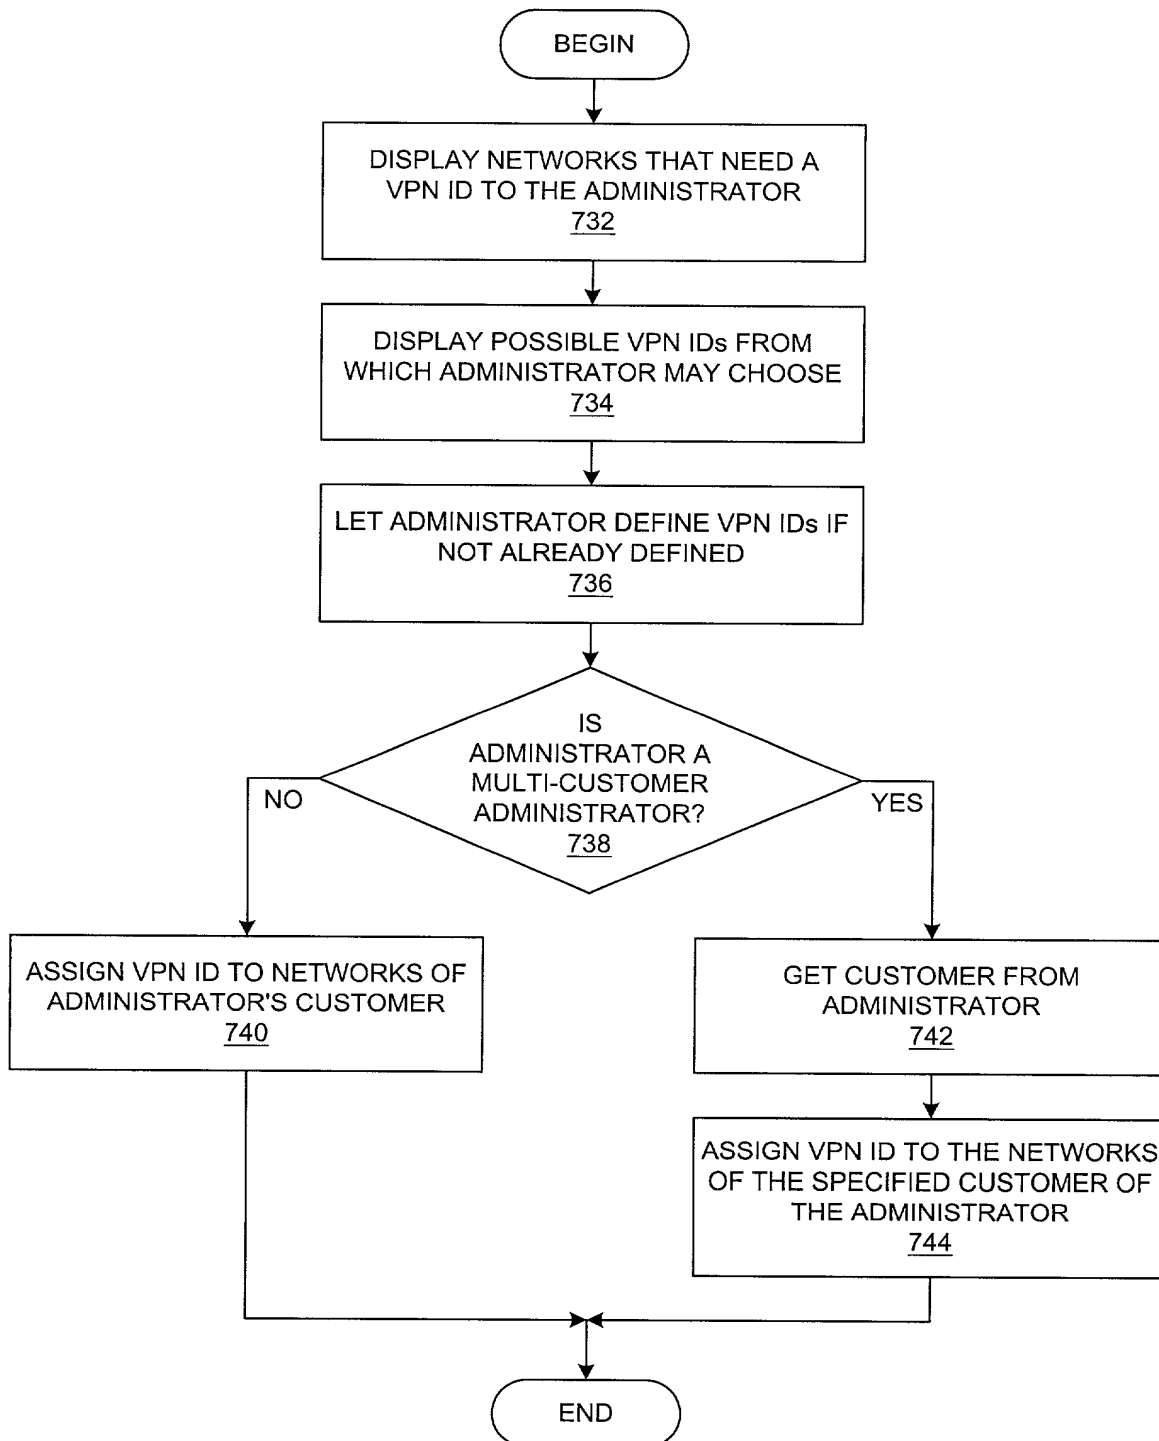 BEGIN
DISPLAY NETWORKS THAT NEED A
VPN ID TO THE ADMINISTRATOR
732
DISPLAY POSSIBLE VPN IDs FROM
WHICH ADMINISTRATOR MAY CHOOSE
734
LET ADMINISTRATOR DEFINE VPN IDs IF
NOT ALREADY DEFINED
736
IS
ADMINISTRATOR A
MULTI-CUSTOMER
ADMINISTRATOR?
738
NO
YES
ASSIGN VPN ID TO NETWORKS OF
ADMINISTRATOR'S CUSTOMER
740
GET CUSTOMER FROM
ADMINISTRATOR
742
ASSIGN VPN ID TO THE NETWORKS
OF THE SPECIFIED CUSTOMER OF
THE ADMINISTRATOR
744
END